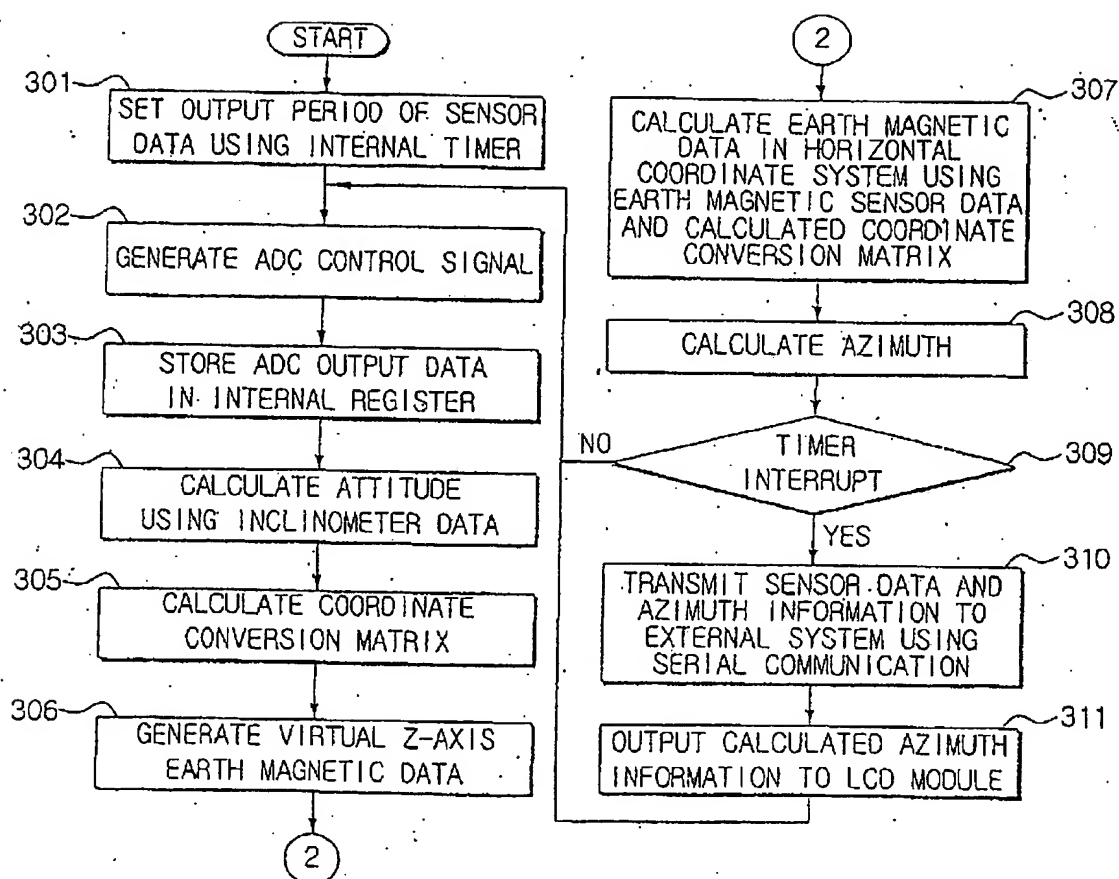 START
301
SET OUTPUT PERIOD OF SENSOR
DATA USING INTERNAL TIMER
302
GENERATE ADC CONTROL SIGNAL
303
STORE ADC OUTPUT DATA
IN INTERNAL REGISTER
304
CALCULATE ATTITUDE
USING INCLINOMETER DATA
305
CALCULATE COORDINATE
CONVERSION MATRIX
306
GENERATE VIRTUAL Z-AXIS
EARTH MAGNETIC DATA
2
2
307
CALCULATE EARTH MAGNETIC
DATA IN HORIZONTAL
COORDINATE SYSTEM USING
EARTH MAGNETIC SENSOR DATA
AND CALCULATED COORDINATE
CONVERSION MATRIX
308
CALCULATE AZIMUTH
NO
TIMER
INTERRUPT
309
YES
310
TRANSMIT SENSOR DATA AND
AZIMUTH INFORMATION TO
EXTERNAL SYSTEM USING
SERIAL COMMUNICATION
311
OUTPUT CALCULATED AZIMUTH
INFORMATION TO LCD MODULE